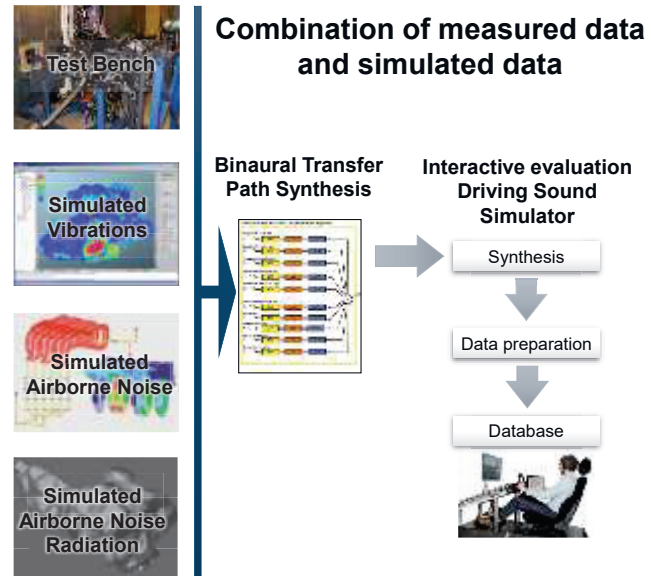 Combination of measured data
and simulated data
Test Bench
Simulated
Vibrations
Simulated
Airborne Noise
Simulated
Airborne Noise
Radiation
Binaural Transfer
Path Synthesis
Interactive evaluation
Driving Sound
Simulator
Synthesis
Data preparation
Database